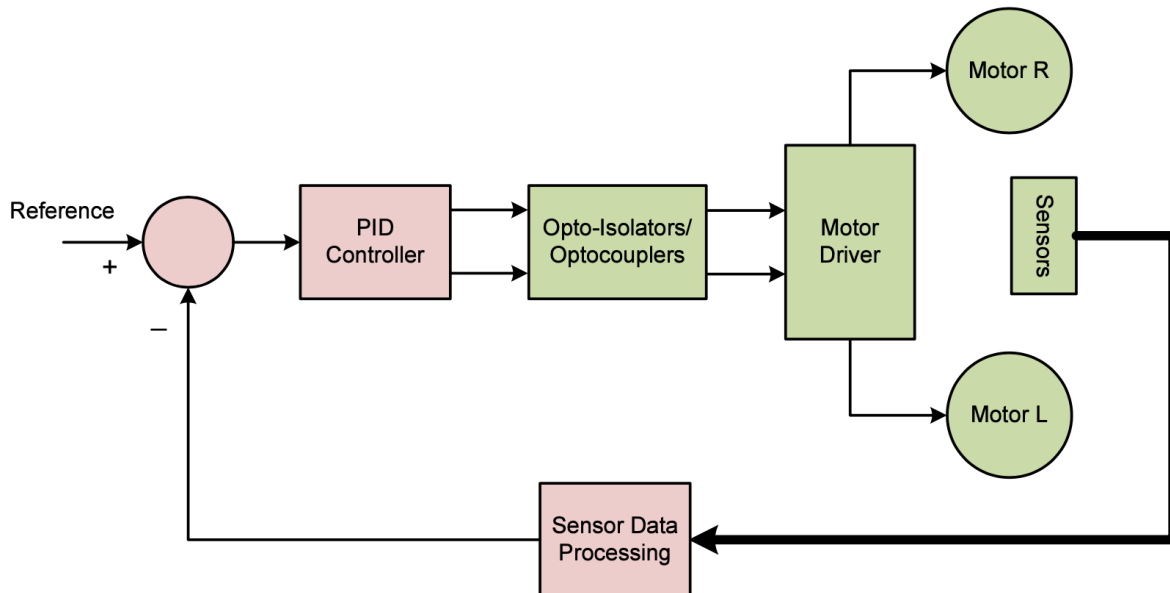 Motor R
Reference
+
–
PID
Controller
Opto-Isolators/
Optocouplers
Motor
Driver
Sensors
Motor L
Sensor Data
Processing